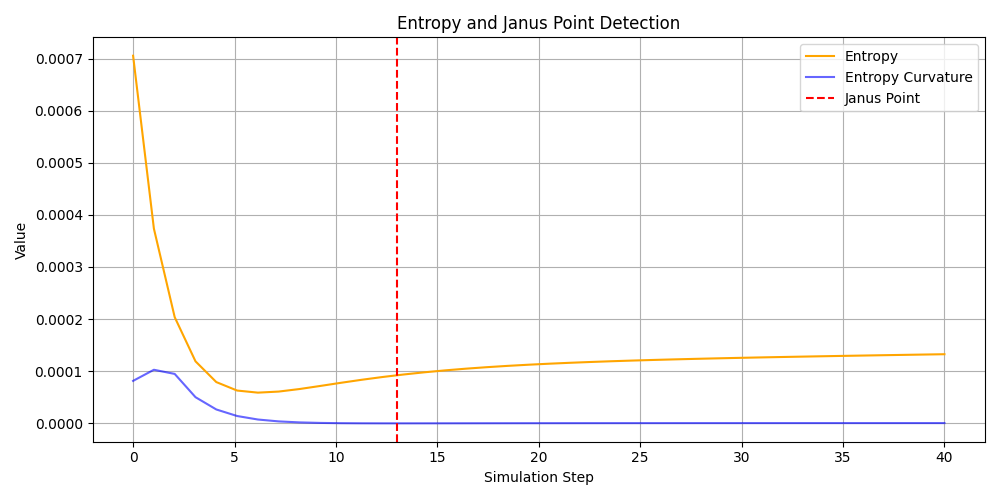 Entropy and Janus Point Detection
Entropy
Entropy Curvature
Janus Point
Value
0.0007
0.0006
0.0005
0.0004
0.0003
0.0002
0.0001
0.0000
0 5 10 15 20 25 30 35 40
Simulation Step